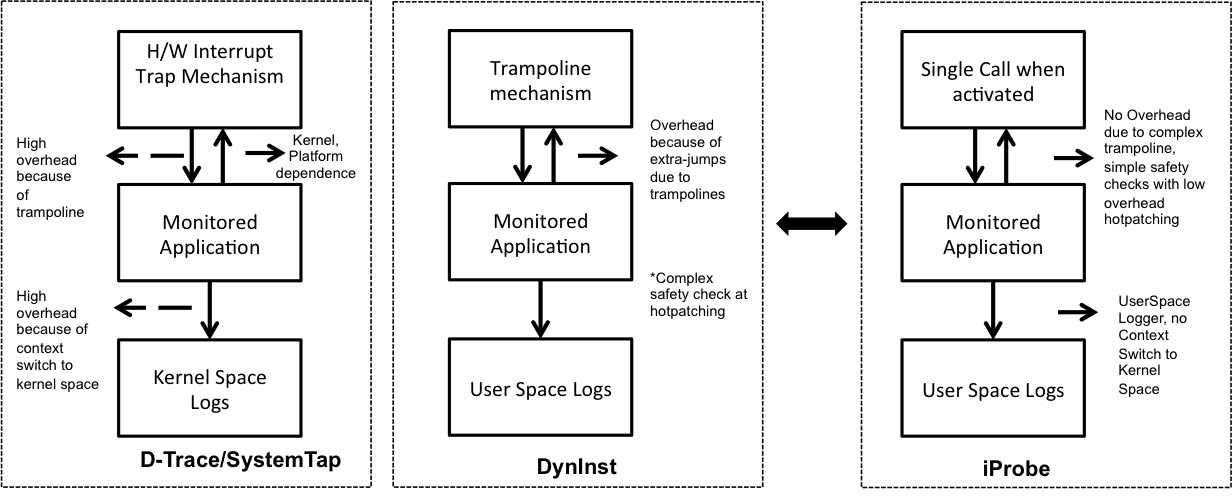 H/W Interrupt
Trap Mechanism
High
overhead
because
of
trampoline
Kernel,
Platform
dependence
Monitored
Application
High
overhead
because of
context
switch to
kernel space
Kernel Space
Logs
D-Trace/SystemTap
Trampoline
mechanism
Overhead
because of
extra-jumps
due to
trampolines
Monitored
Application
*Complex
safety check at
hotpatching
User Space Logs
DynInst
Single Call when
activated
No Overhead
due to complex
trampoline,
simple safety
checks with low
overhead
hotpatching
Monitored
Application
UserSpace
Logger, no
Context
Switch to
Kernel
Space
User Space Logs
iProbe